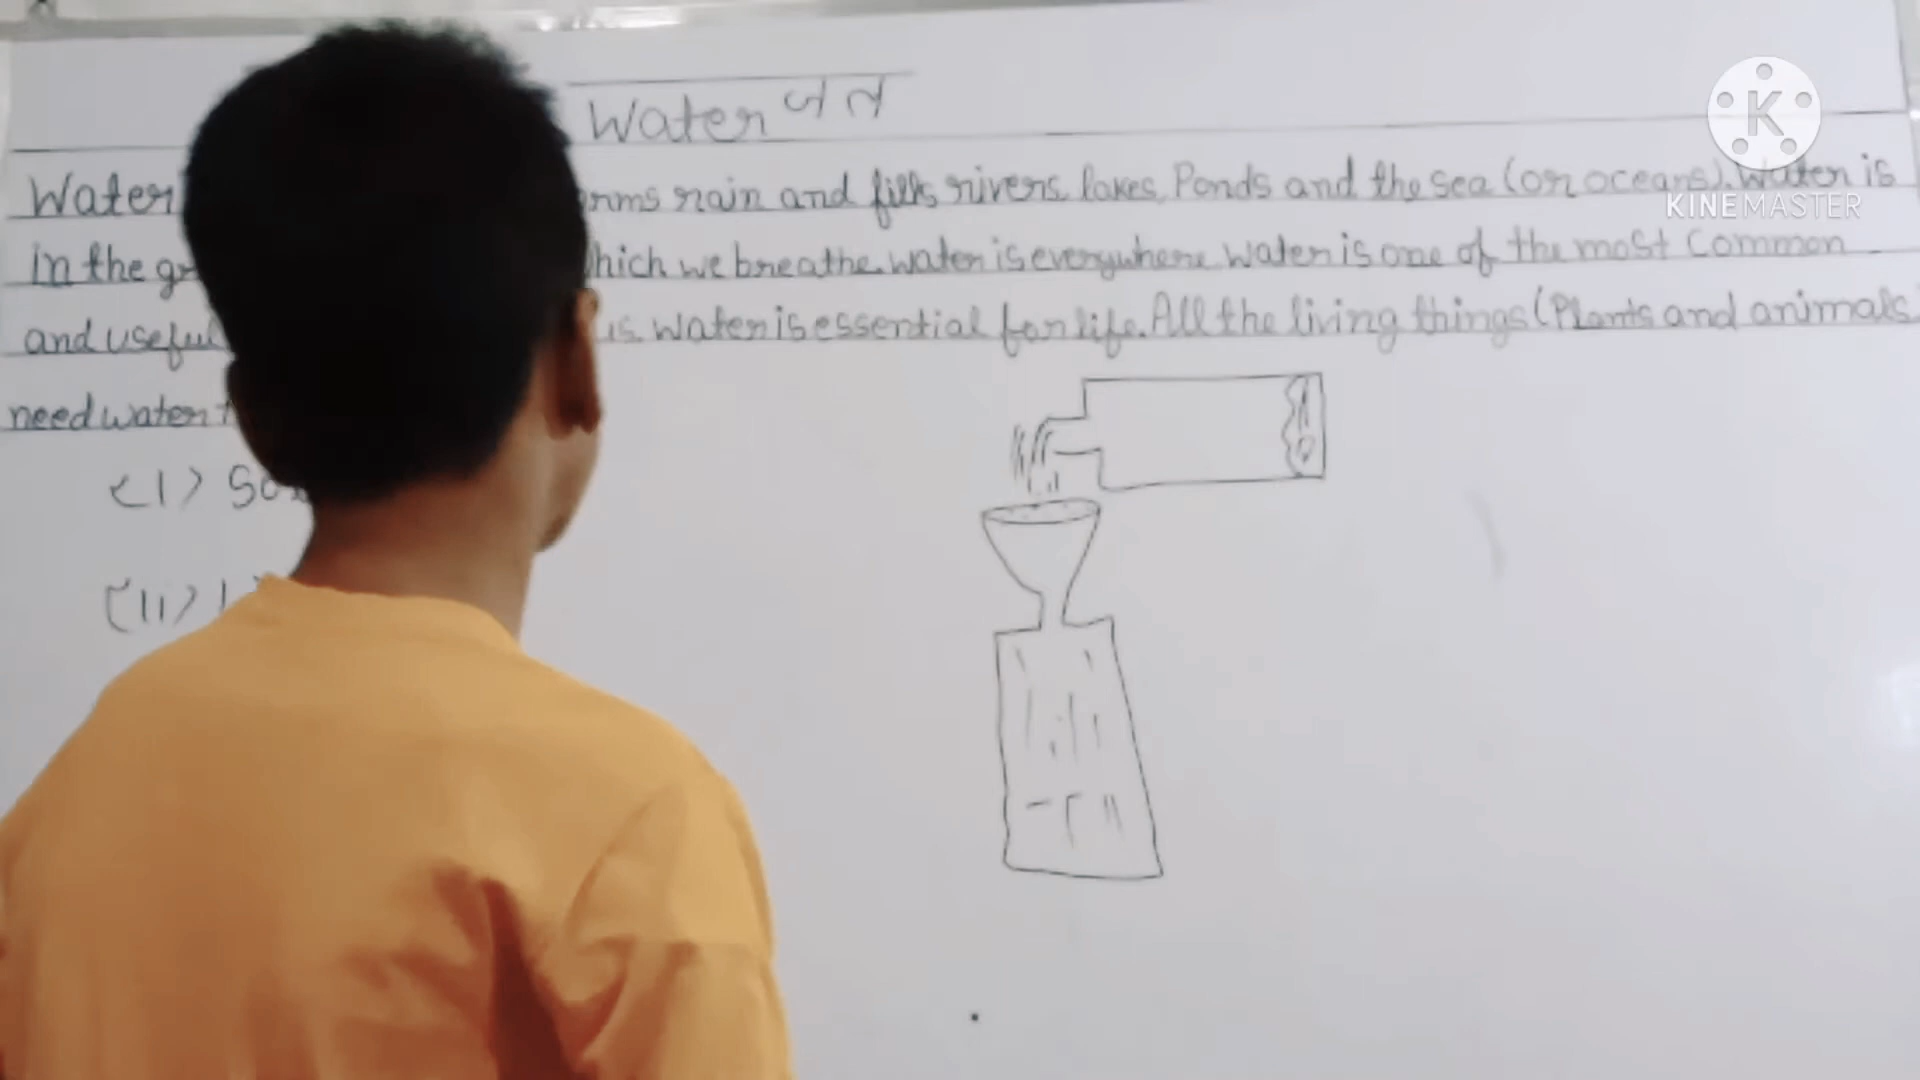 Water जल
Water rms rain and fills rivers, lakes, Ponds and the sea (or oceans). Water is
in the gr hich we breathe. water is everywhere water is one of the most Common
and useful is. Water is essential for life. All the living things (Plants and animals
need water t
(I) So
(II) L
K
KINEMASTER